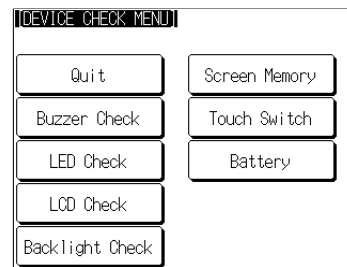 [DEVICE CHECK MENU]
Quit
Buzzer Check
LED Check
LCD Check
Backlight Check
Screen Memory
Touch Switch
Battery